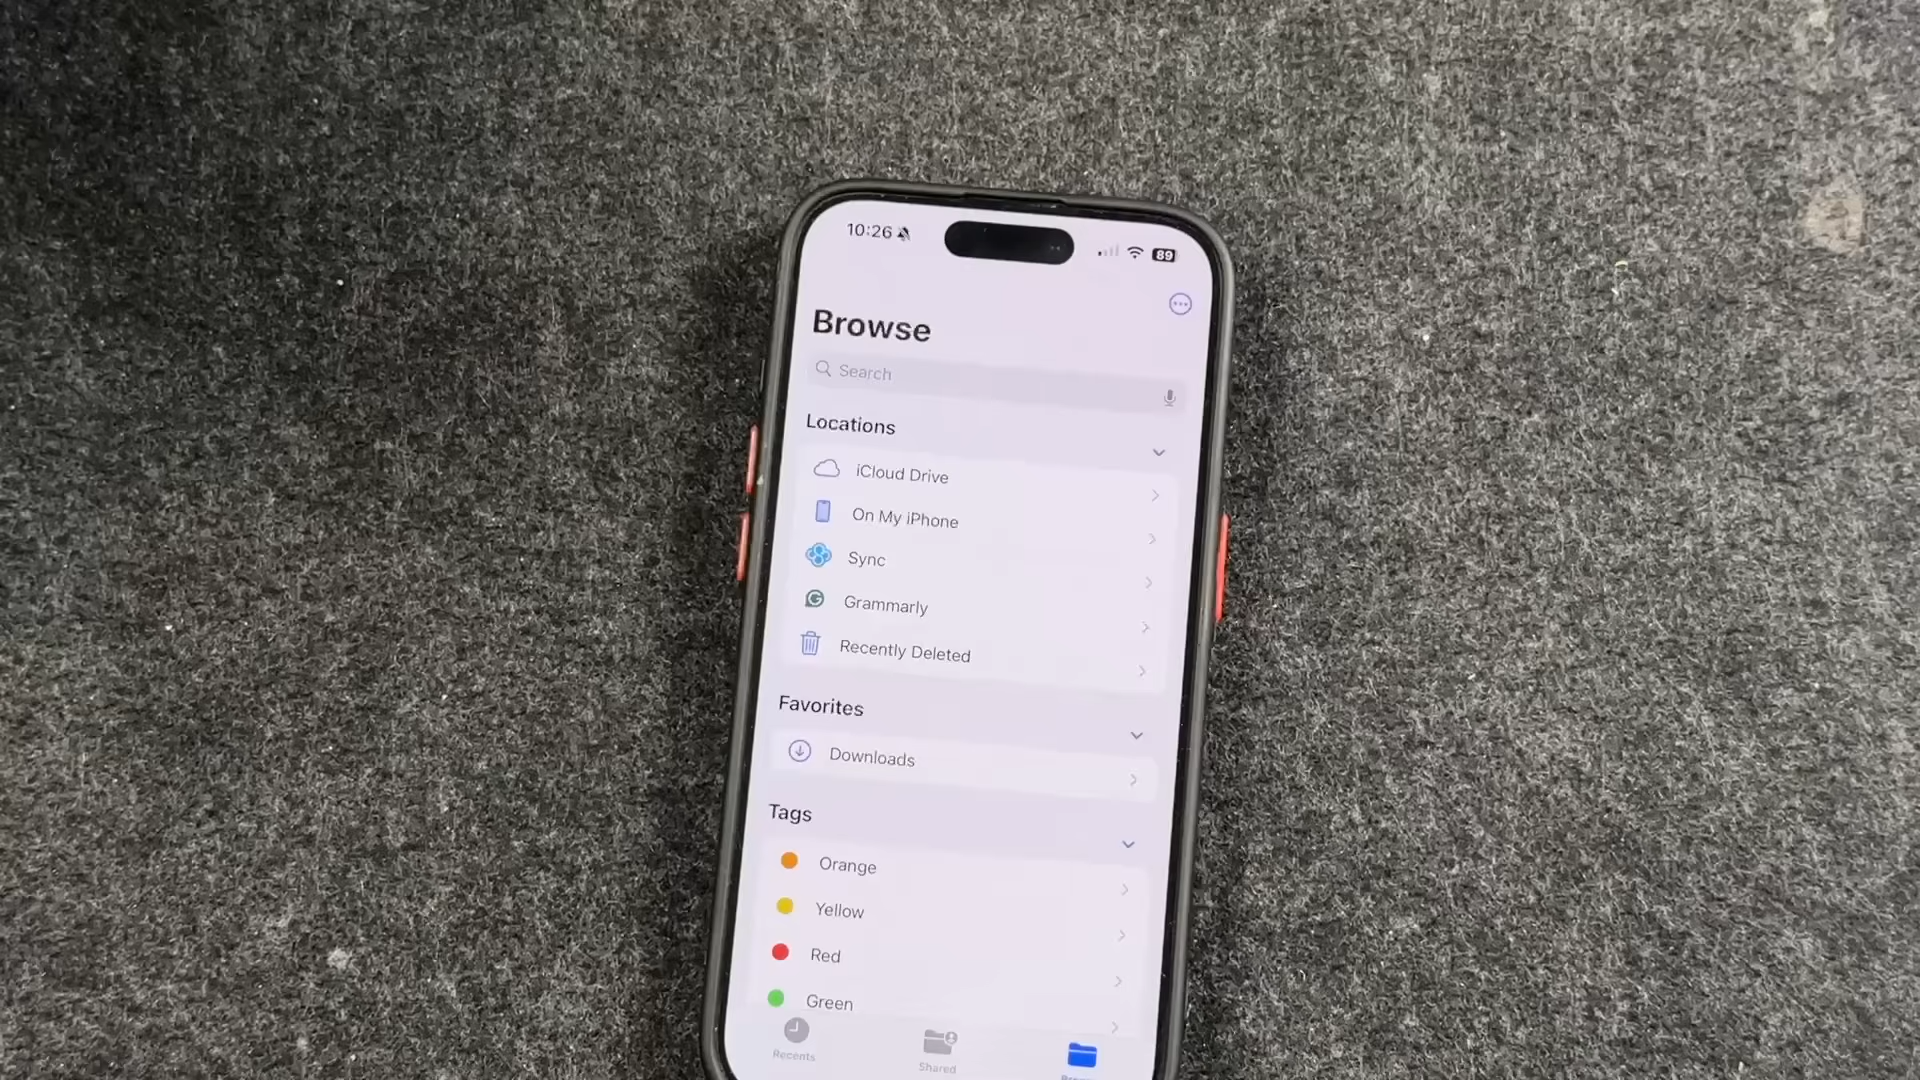 10:26
89
Browse
Search
Locations
iCloud Drive
On My iPhone
Sync
Grammarly
Recently Deleted
Favorites
Downloads
Tags
Orange
Yellow
Red
Green
Recents
Shared